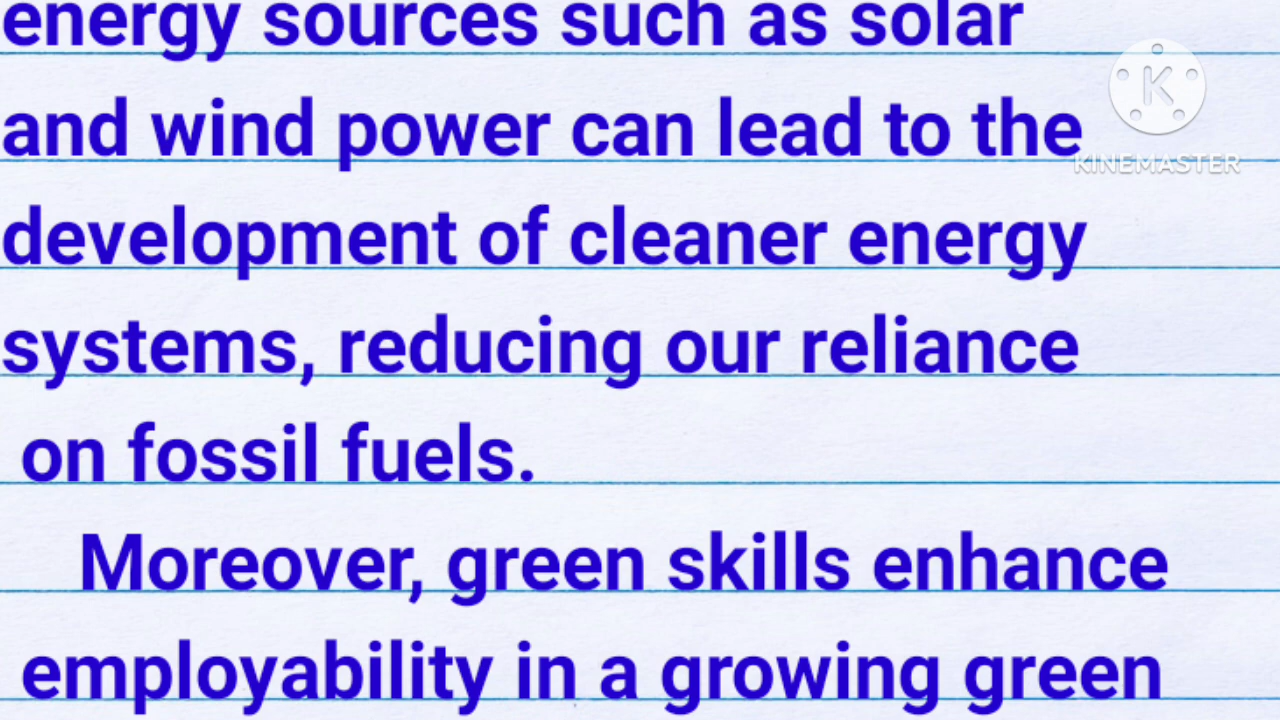 energy sources such as solar
and wind power can lead to the
development of cleaner energy
systems, reducing our reliance
on fossil fuels.
Moreover, green skills enhance
employability in a growing green
K
KINEMASTER